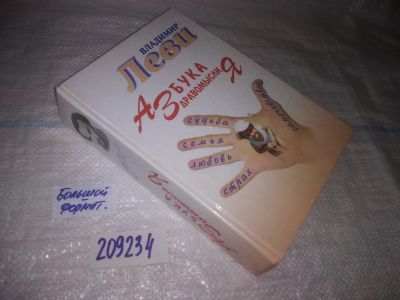 ВЛАДИМИР
Леви
АЗБУКА
ЗДРАВОМЫСЛИЯ
судьба
семья
любовь
страх
БОЛЬШОЙ
ФОРМАТ.
209234